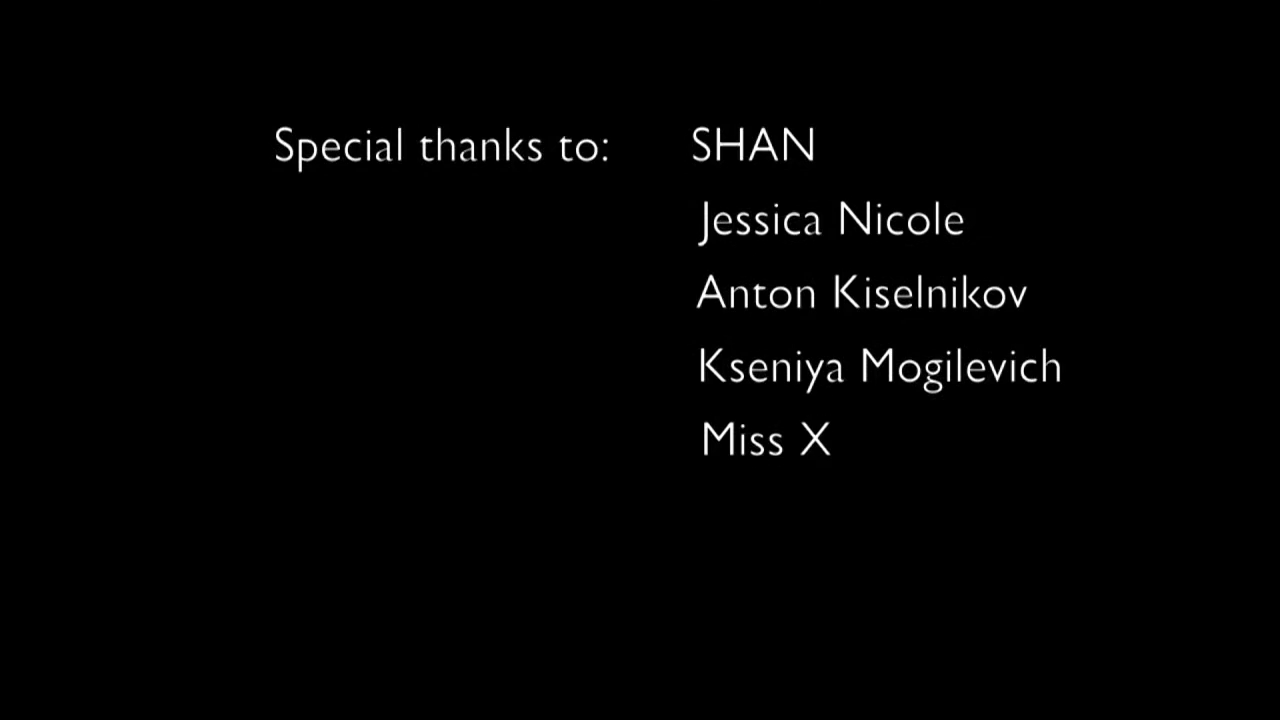 Special thanks to: SHAN
Jessica Nicole
Anton Kiselnikov
Kseniya Mogilevich
Miss X